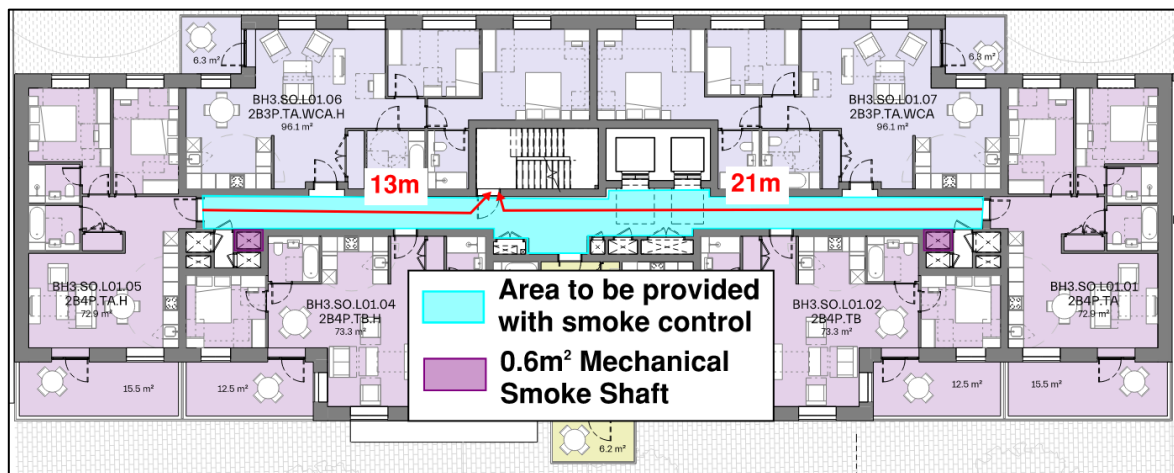 6.3 m²
6.3 m²
BH3.SO.L01.06
2B3P.TA.WCA.H
96.1 m²
BH3.SO.L01.07
2B3P.TA.WCA
96.1 m²
13m
21m
BH3.SO.L01.05
2B4P.TA.H
72.9 m²
BH3.SO.L01.04
2B4P.TB.H
73.3 m²
BH3.SO.L01.02
2B4P.TB
73.3 m²
BH3.SO.L01.01
2B4P.TA
72.9 m²
Area to be provided
with smoke control
0.6m² Mechanical
Smoke Shaft
15.5 m²
12.5 m²
12.5 m²
15.5 m²
6.2 m²